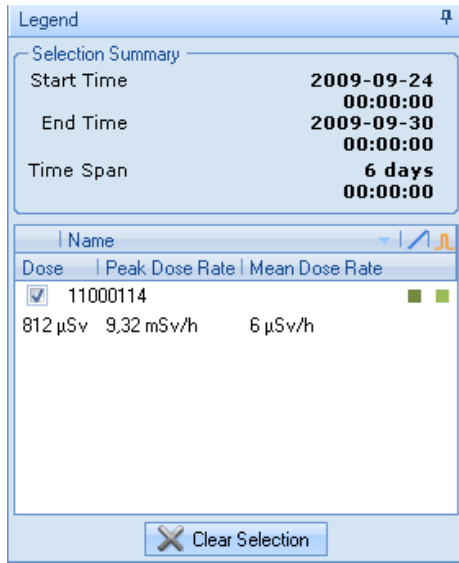 Legend
Selection Summary
Start Time 2009-09-24
00:00:00
End Time 2009-09-30
00:00:00
Time Span 6 days
00:00:00
Name
Dose Peak Dose Rate Mean Dose Rate
11000114
812 µSv 9,32 mSv/h 6 µSv/h
Clear Selection